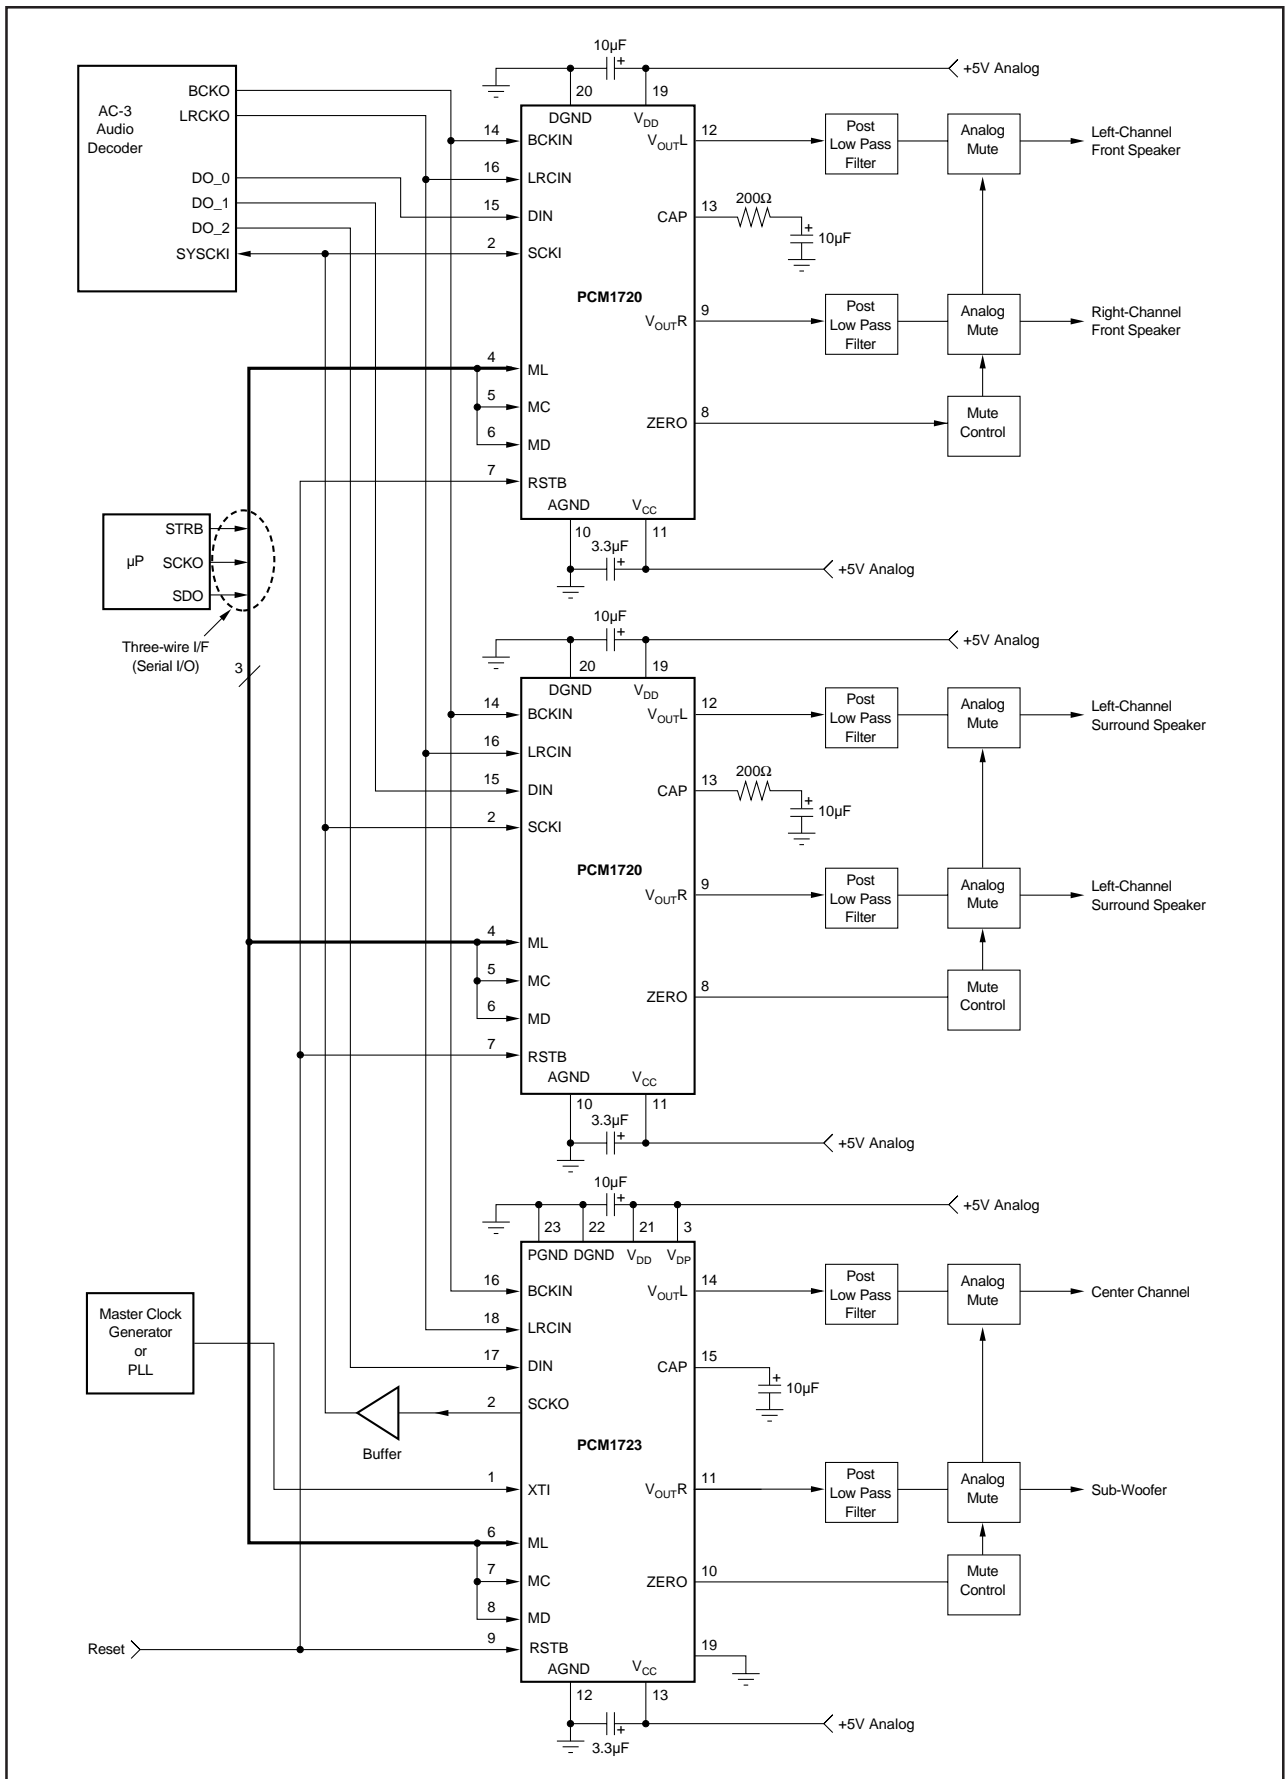 10µF
+
+5V Analog
20
19
AC-3
Audio
Decoder
BCKO
LRCKO
DO_0
DO_1
DO_2
SYSCKI
DGND
VDD
14
BCKIN
16
LRCIN
15
DIN
2
SCKI
PCM1720
4
ML
5
MC
6
MD
7
RSTB
AGND
VCC
10
11
3.3µF
+
+5V Analog
VOUTL
12
Post
Low Pass
Filter
Analog
Mute
Left-Channel
Front Speaker
CAP
13
200Ω
+
10µF
VOUTR
9
Post
Low Pass
Filter
Analog
Mute
Right-Channel
Front Speaker
ZERO
8
Mute
Control
µP
STRB
SCKO
SDO
Three-wire I/F
(Serial I/O)
3
10µF
+
+5V Analog
20
19
DGND
VDD
14
BCKIN
16
LRCIN
15
DIN
2
SCKI
PCM1720
4
ML
5
MC
6
MD
7
RSTB
AGND
VCC
10
11
3.3µF
+
+5V Analog
VOUTL
12
Post
Low Pass
Filter
Analog
Mute
Left-Channel
Surround Speaker
CAP
13
200Ω
+
10µF
VOUTR
9
Post
Low Pass
Filter
Analog
Mute
Left-Channel
Surround Speaker
ZERO
8
Mute
Control
10µF
+
+5V Analog
23
22
21
3
PGND
DGND
VDD
VDP
Master Clock
Generator
or
PLL
16
BCKIN
18
LRCIN
17
DIN
2
SCKO
Buffer
PCM1723
1
XTI
6
ML
7
MC
8
MD
Reset
9
RSTB
AGND
VCC
12
13
3.3µF
+
+5V Analog
VOUTL
14
Post
Low Pass
Filter
Analog
Mute
Center Channel
CAP
15
+
10µF
VOUTR
11
Post
Low Pass
Filter
Analog
Mute
Sub-Woofer
ZERO
10
Mute
Control
19